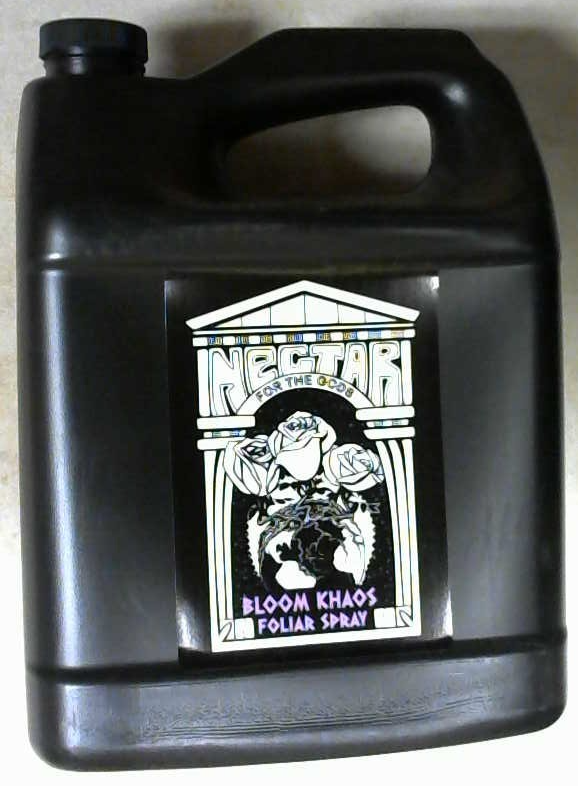 NECTAR
FOR THE GODS
BLOOM KHAOS
FOLIAR SPRAY